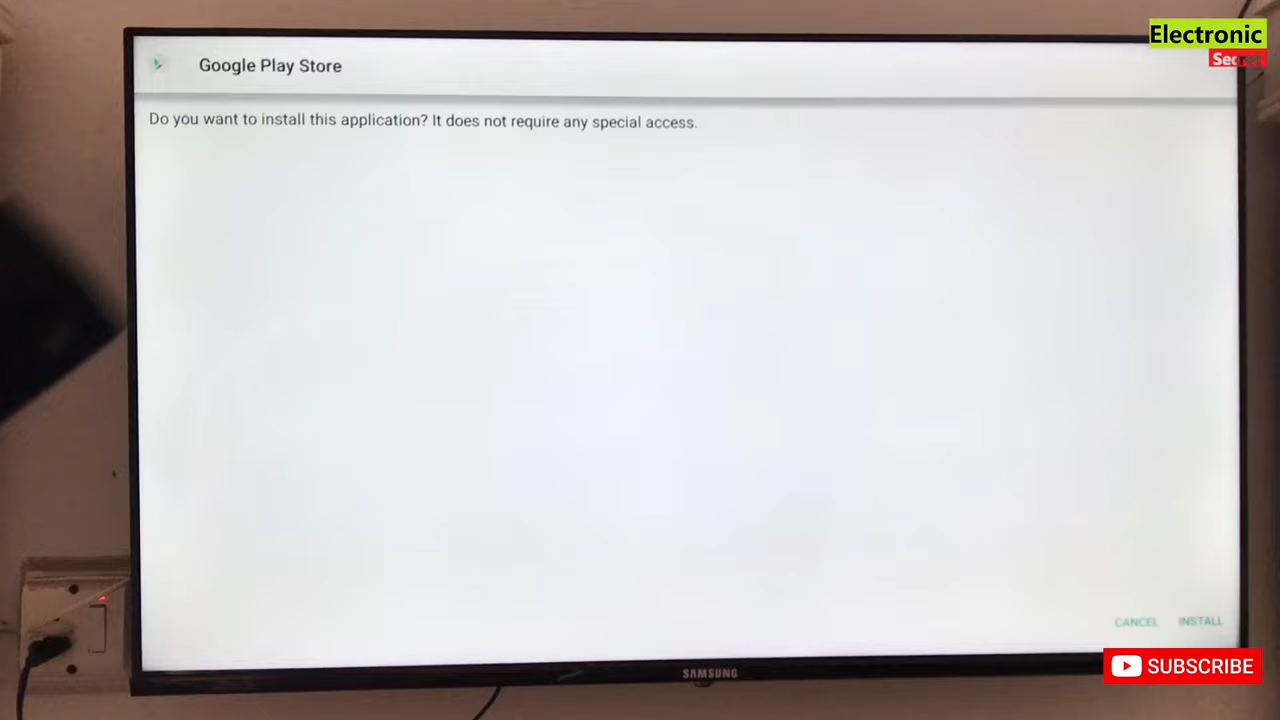 Electronic
Google Play Store
Do you want to install this application? It does not require any special access.
CANCEL INSTALL
SAMSUNG
SUBSCRIBE